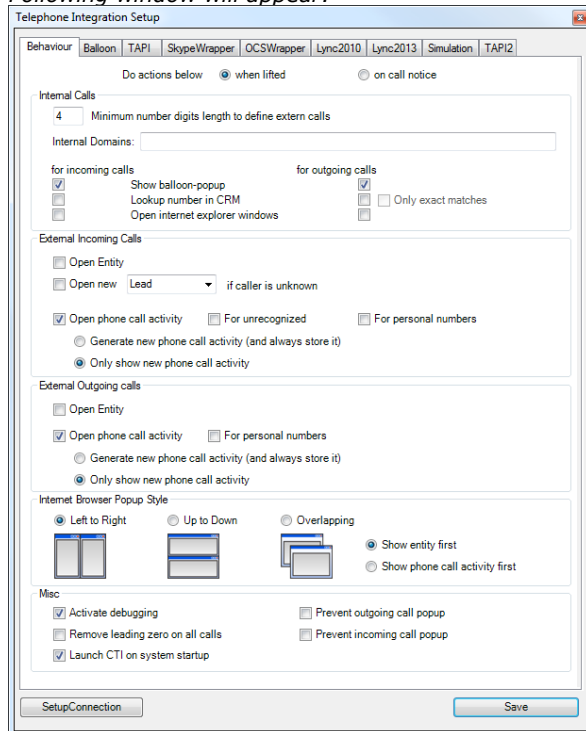 Following window will appear:
Telephone Integration Setup
Behaviour Balloon TAPI SkypeWrapper OCSWrapper Lync2010 Lync2013 Simulation TAPI2
Do actions below when lifted on call notice
Internal Calls
4 Minimum number digits length to define extern calls
Internal Domains:
for incoming calls for outgoing calls
Show balloon-popup
Lookup number in CRM Only exact matches
Open internet explorer windows
External Incoming Calls
Open Entity
Open new Lead if caller is unknown
Open phone call activity For unrecognized For personal numbers
Generate new phone call activity (and always store it)
Only show new phone call activity
External Outgoing calls
Open Entity
Open phone call activity For personal numbers
Generate new phone call activity (and always store it)
Only show new phone call activity
Internet Browser Popup Style
Left to Right Up to Down Overlapping
Show entity first
Show phone call activity first
Misc
Activate debugging Prevent outgoing call popup
Remove leading zero on all calls Prevent incoming call popup
Launch CTI on system startup
SetupConnection Save